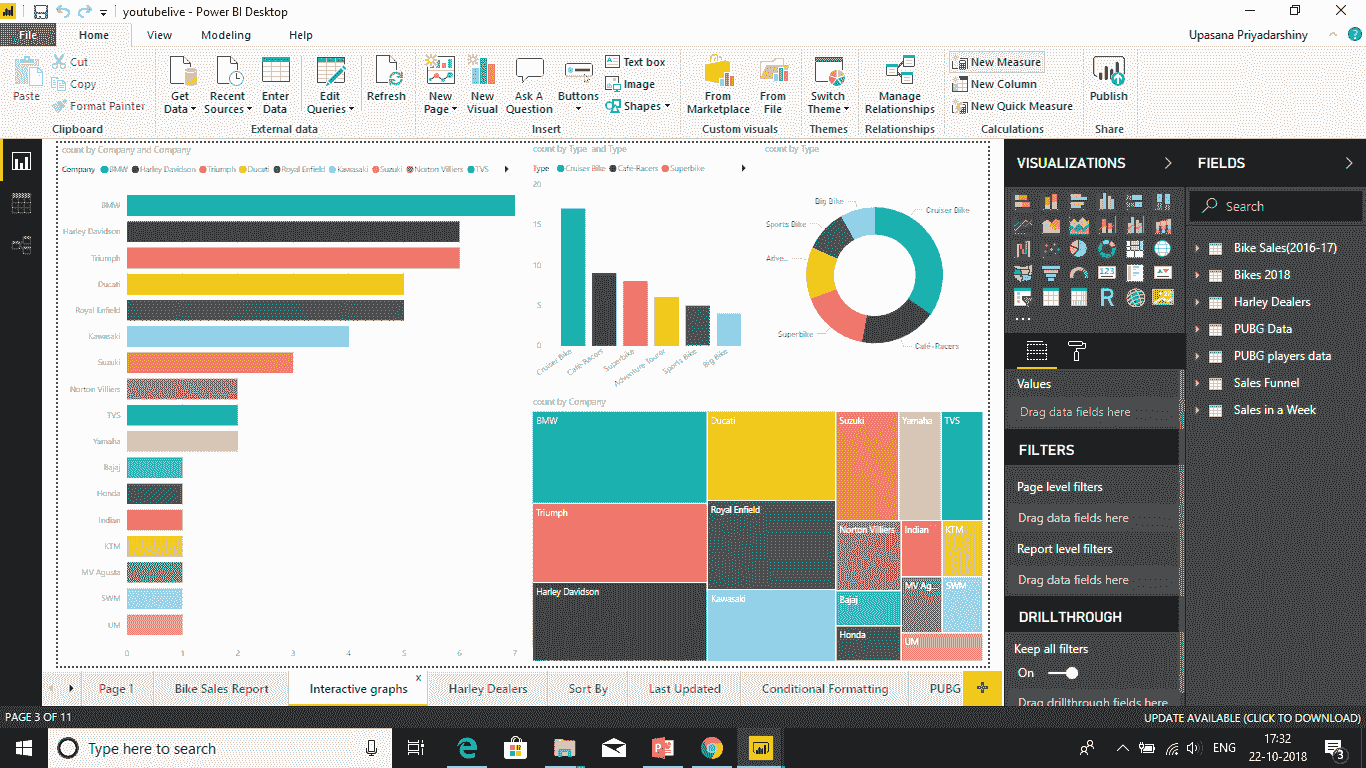 youtubelive - Power BI Desktop
File Home View Modeling Help
Upasana Priyadarshiny
Paste
Cut
Copy
Format Painter
Clipboard
Get Data
Recent Sources
Enter Data
Edit Queries
Refresh
External data
New Page
New Visual
Ask A Question
Buttons
Text box
Image
Shapes
Insert
From Marketplace
From File
Custom visuals
Switch Theme
Themes
Manage Relationships
Relationships
New Measure
New Column
New Quick Measure
Calculations
Publish
Share
count by Company and Company
Company BMW Harley Davidson Triumph Ducati Royal Enfield Kawasaki Suzuki Norton Villiers TVS
BMW
Harley Davidson
Triumph
Ducati
Royal Enfield
Kawasaki
Suzuki
Norton Villiers
TVS
Yamaha
Bajaj
Honda
Indian
KTM
MV Agusta
SWM
UM
0 1 2 3 4 5 6 7
count by Type and Type
Type Cruiser Bike Café-Racers Superbike
20
15
10
5
0
Cruiser Bike
Café-Racers
Superbike
Adventure Tourer
Sports Bike
Big Bike
count by Type
Big Bike
Cruiser Bike
Sports Bike
Adve...
Superbike
Café-Racers
count by Company
BMW
Ducati
Suzuki
Yamaha
TVS
Triumph
Royal Enfield
Norton Villiers
Indian
KTM
Harley Davidson
Kawasaki
Bajaj
MV Ag...
SWM
Honda
UM
VISUALIZATIONS
R
123
Values
Drag data fields here
FILTERS
Page level filters
Drag data fields here
Report level filters
Drag data fields here
DRILLTHROUGH
Keep all filters
On
Drag drillthrough fields here
FIELDS
Search
Bike Sales(2016-17)
Bikes 2018
Harley Dealers
PUBG Data
PUBG players data
Sales Funnel
Sales in a Week
Page 1 Bike Sales Report Interactive graphs x Harley Dealers Sort By Last Updated Conditional Formatting PUBG
PAGE 3 OF 11
UPDATE AVAILABLE (CLICK TO DOWNLOAD)
Type here to search
ENG
17:32
22-10-2018
3